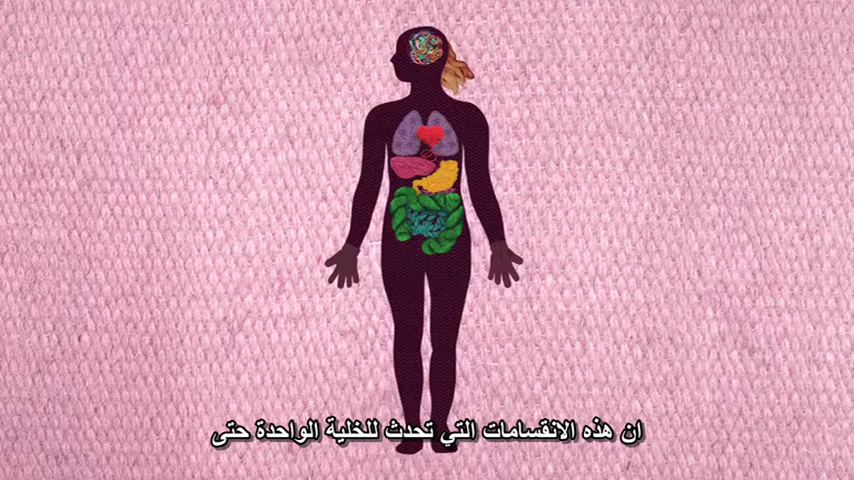 ان هذه الانقسامات التي تحدث للخلية الواحدة حتى